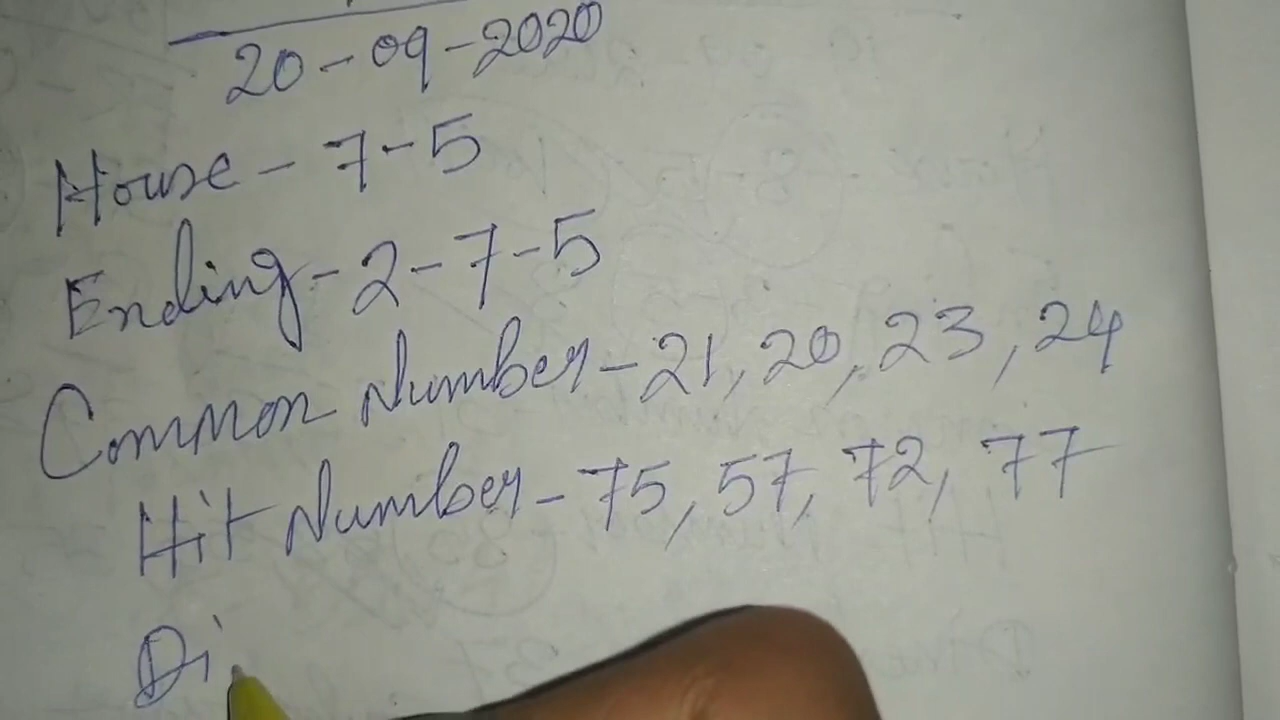 20-09-2020
House - 7-5
Ending - 2-7-5
Common Number - 21, 20, 23, 24
Hit Number - 75, 57, 72, 77
Di